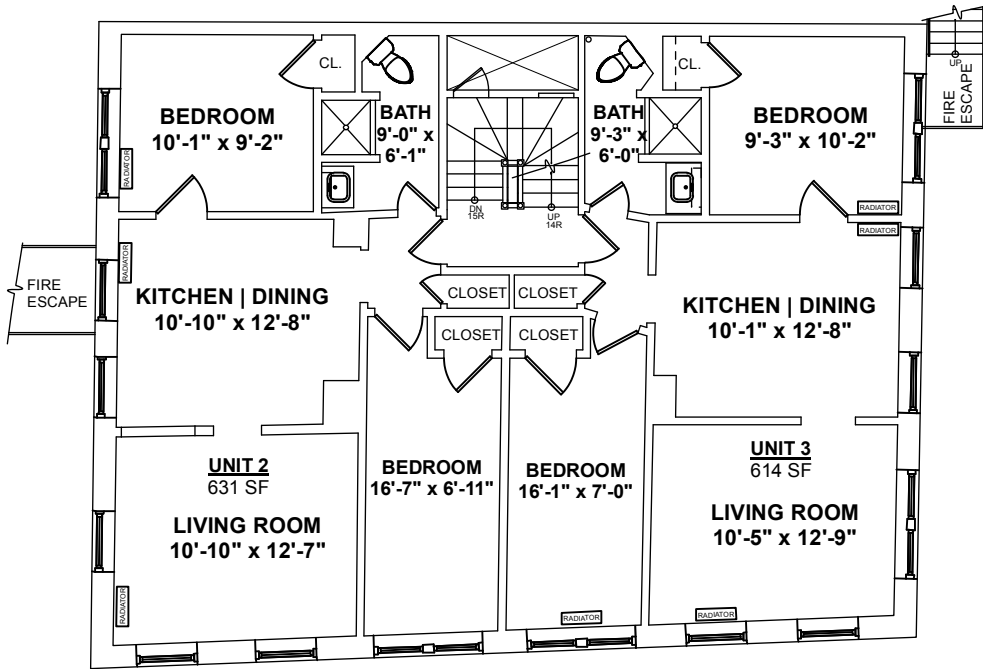 CL.
BEDROOM
10'-1" x 9'-2"
RADIATOR
BATH
9'-0" x
6'-1"
DN
15R
UP
14R
BATH
9'-3" x
6'-0"
CL.
BEDROOM
9'-3" x 10'-2"
RADIATOR
UP
FIRE
ESCAPE
FIRE
ESCAPE
RADIATOR
KITCHEN | DINING
10'-10" x 12'-8"
CLOSET
CLOSET
CLOSET
CLOSET
RADIATOR
KITCHEN | DINING
10'-1" x 12'-8"
UNIT 2
631 SF
LIVING ROOM
10'-10" x 12'-7"
RADIATOR
BEDROOM
16'-7" x 6'-11"
BEDROOM
16'-1" x 7'-0"
RADIATOR
UNIT 3
614 SF
LIVING ROOM
10'-5" x 12'-9"
RADIATOR